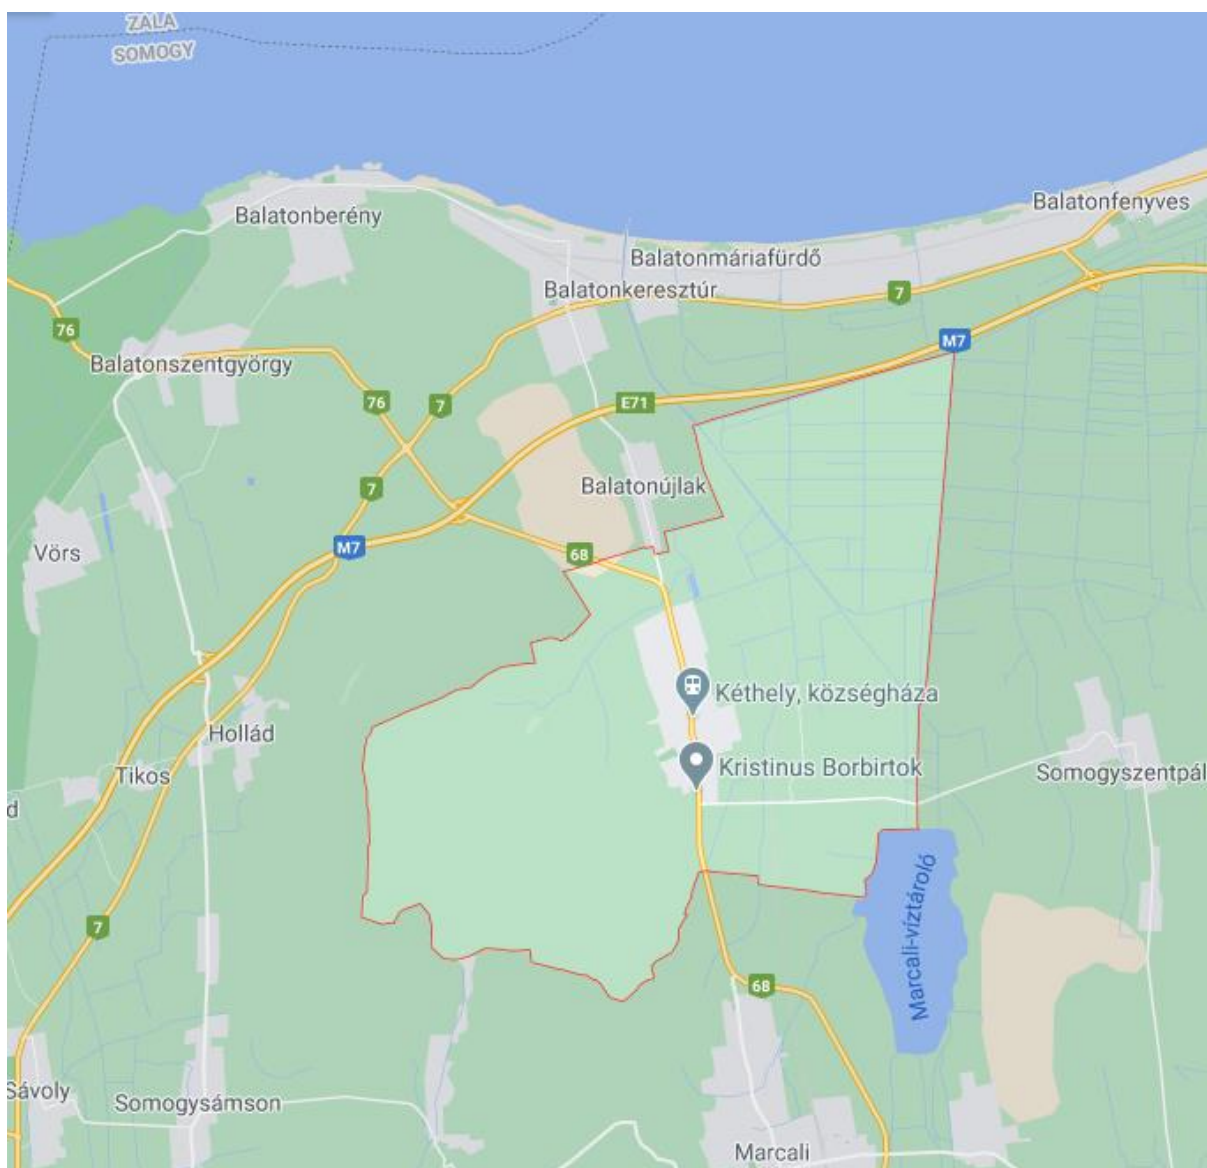 ZALA
SOMOGY
Balatonfenyves
Balatonberény
Balatonmáriafürdő
Balatonkeresztúr
7
76
M7
Balatonszentgyörgy
76
7
E71
Balatonújlak
7
Vörs
M7
68
Kéthely, községháza
Hollád
Kristinus Borbirtok
Tikos
Somogyszentpál
d
Marcali-víztároló
7
68
Sávoly
Somogysámson
Marcali